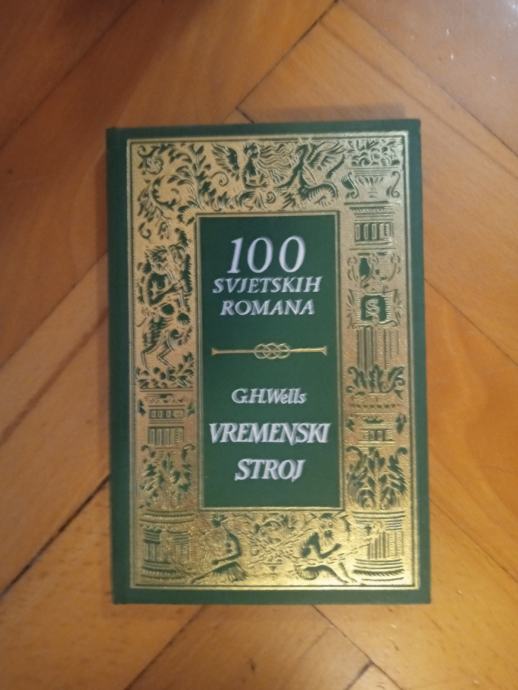 100
SVJETSKIH
ROMANA
G.H.Wells
VREMENSKI
STROJ